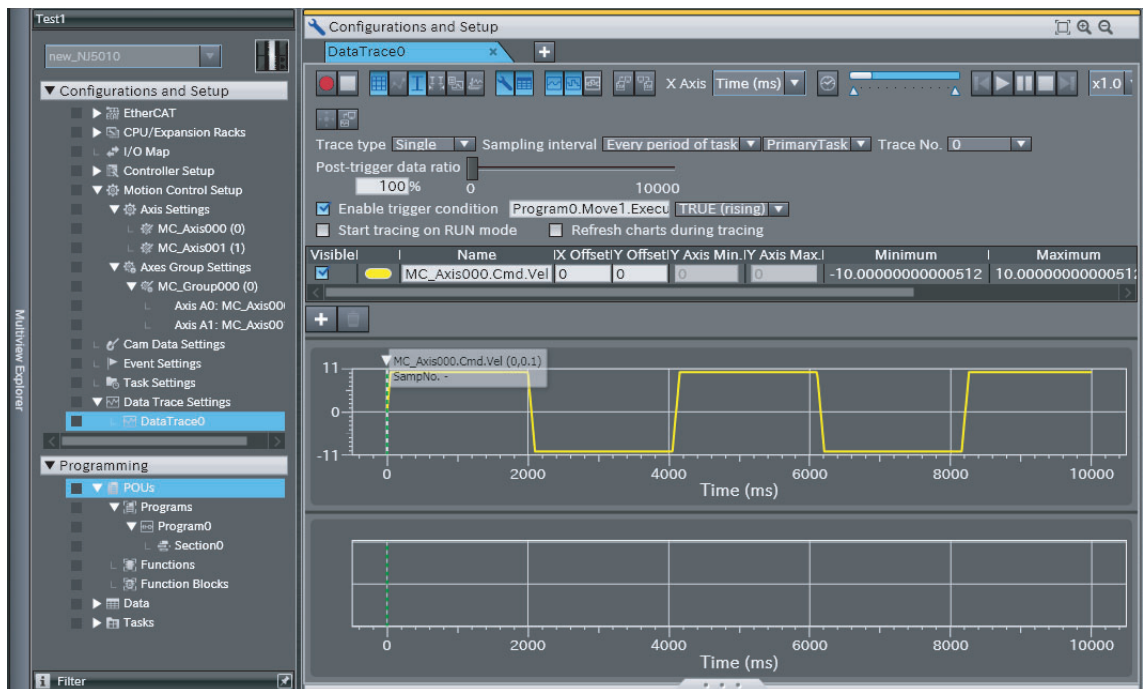 Test1
new_NJ5010
Configurations and Setup
EtherCAT
CPU/Expansion Racks
I/O Map
Controller Setup
Motion Control Setup
Axis Settings
MC_Axis000 (0)
MC_Axis001 (1)
Axes Group Settings
MC_Group000 (0)
Axis A0: MC_Axis00
Axis A1: MC_Axis00
Cam Data Settings
Event Settings
Task Settings
Data Trace Settings
DataTrace0
Programming
POUs
Programs
Program0
Section0
Functions
Function Blocks
Data
Tasks
Filter
Multiview Explorer
Configurations and Setup
DataTrace0
X Axis Time (ms) x1.0
Trace type Single Sampling interval Every period of task PrimaryTask Trace No. 0
Post-trigger data ratio
100 % 0 10000
Enable trigger condition Program0.Move1.Execu TRUE (rising)
Start tracing on RUN mode Refresh charts during tracing
Visible Name X Offset Y Offset Y Axis Min. Y Axis Max. Minimum Maximum
MC_Axis000.Cmd.Vel 0 0 0 0 -10.00000000000512 10.00000000000512
MC_Axis000.Cmd.Vel (0,0.1)
SampNo. -
11
0
-11
0 2000 4000 6000 8000 10000
Time (ms)
0 2000 4000 6000 8000 10000
Time (ms)